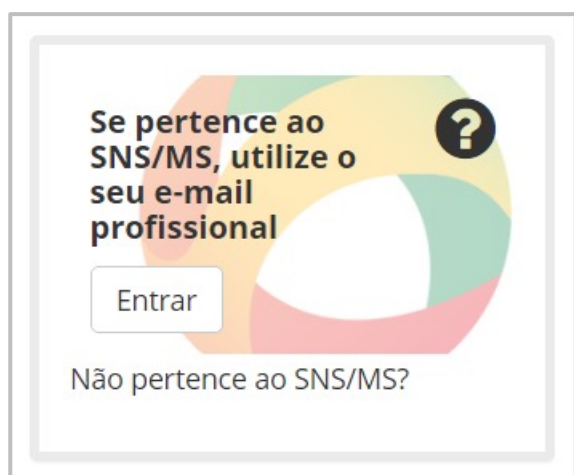 Se pertence ao
SNS/MS, utilize o
seu e-mail
profissional
?
Entrar
Não pertence ao SNS/MS?